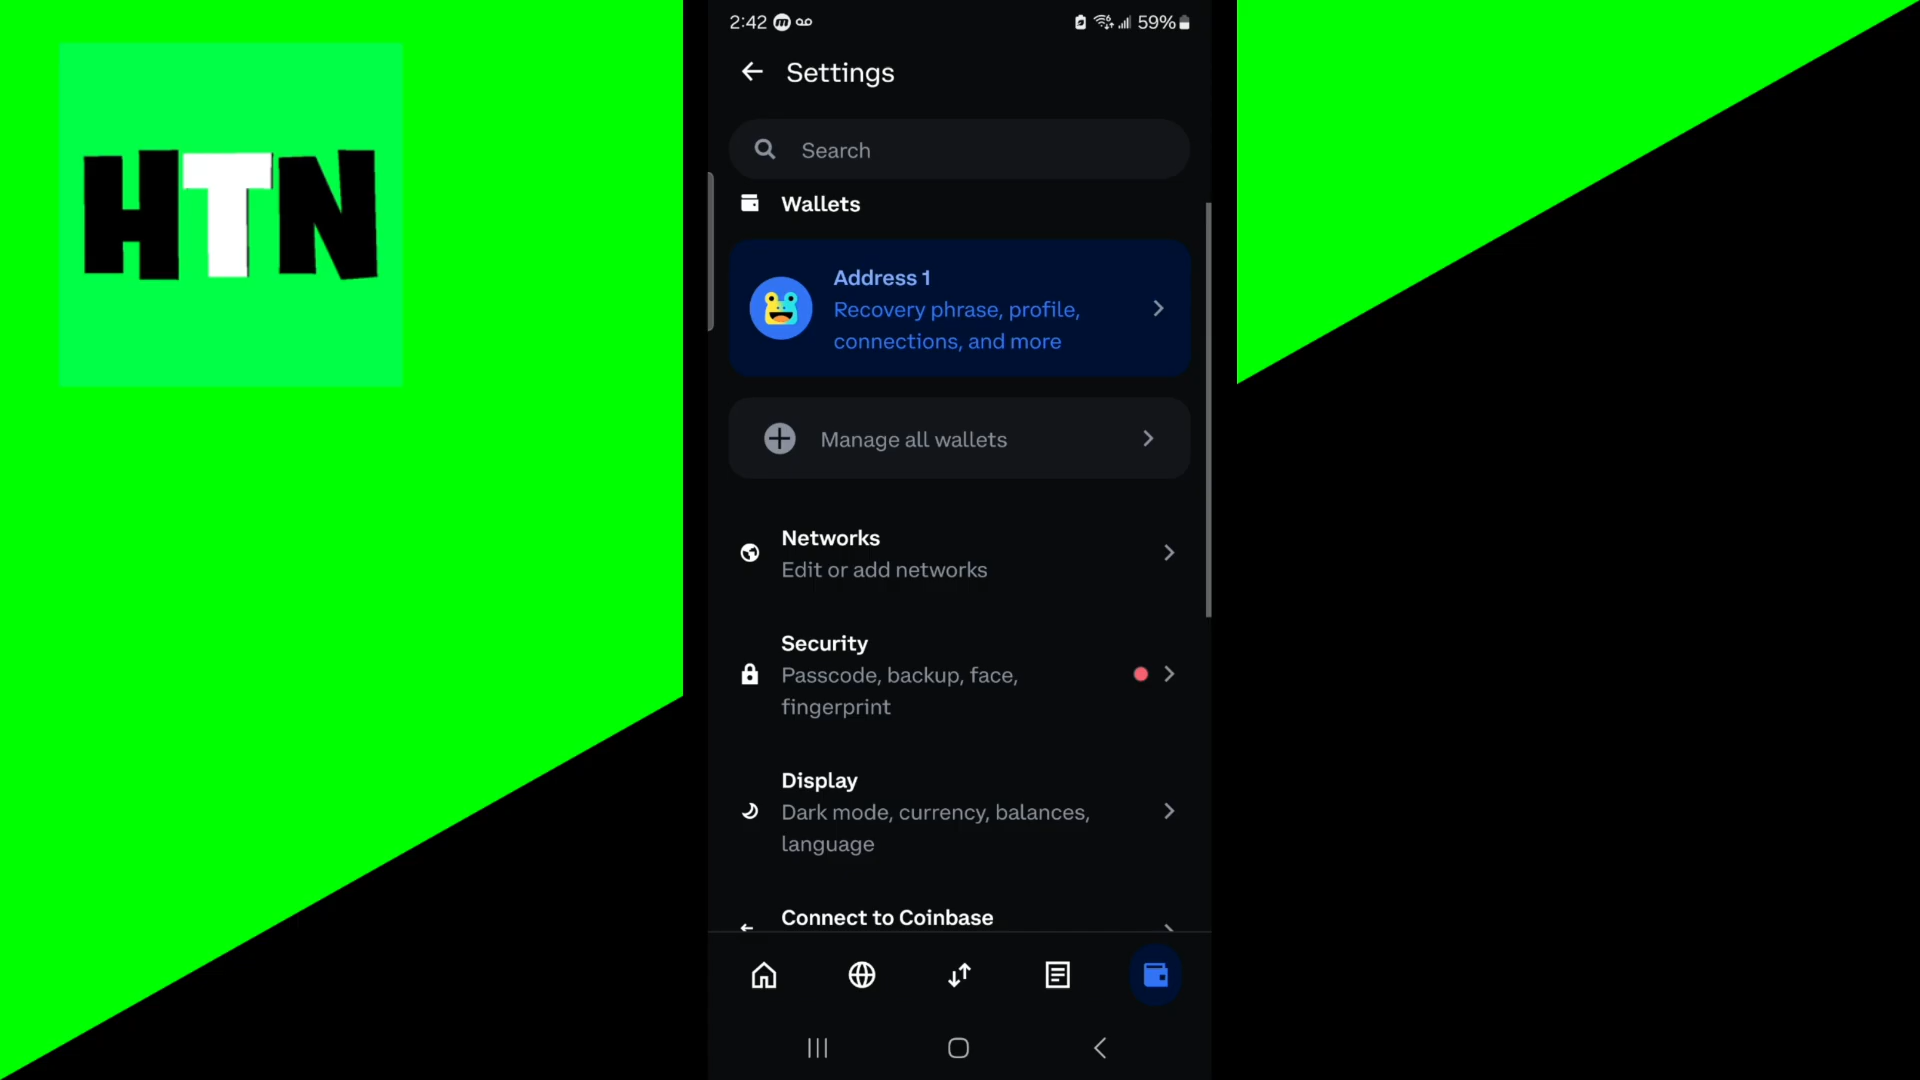 HTN
2:42
59%
Settings
Search
Wallets
Address 1
Recovery phrase, profile,
connections, and more
Manage all wallets
Networks
Edit or add networks
Security
Passcode, backup, face,
fingerprint
Display
Dark mode, currency, balances,
language
Connect to Coinbase